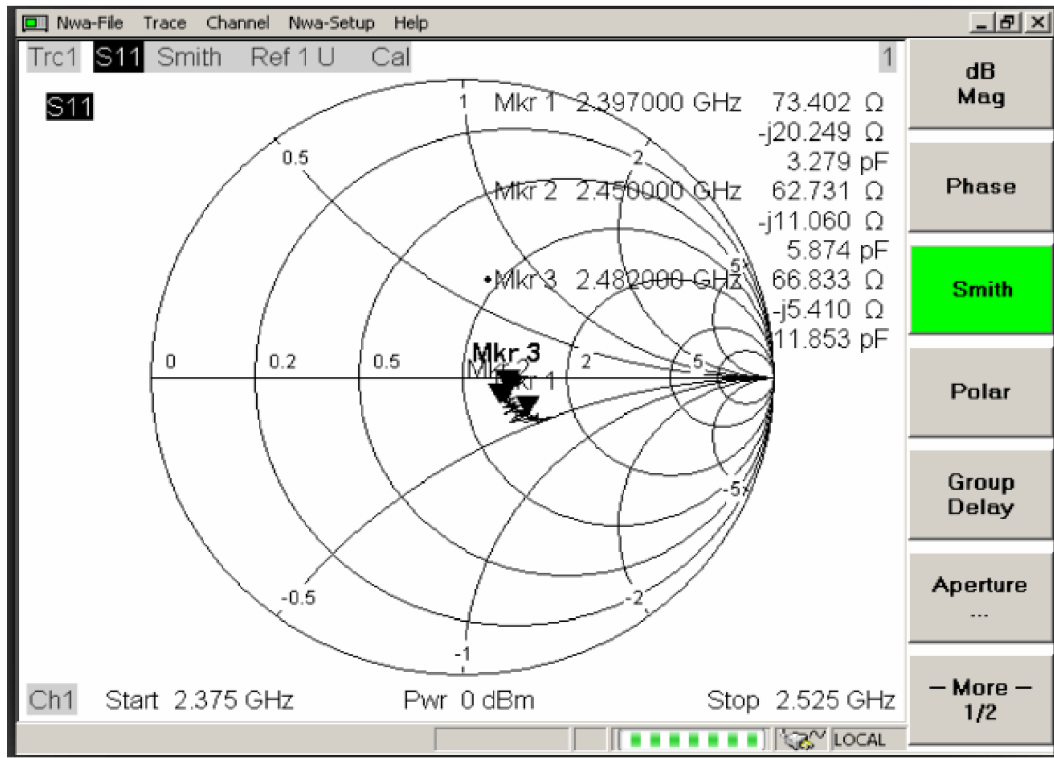 Nwa-File Trace Channel Nwa-Setup Help
Trc1 S11 Smith Ref 1 U Cal 1
S11
1 Mkr 1 2.397000 GHz 73.402 Ω
-j20.249 Ω
0.5 2 3.279 pF
Mkr 2 2.450000 GHz 62.731 Ω
-j11.060 Ω
5 5.874 pF
•Mkr 3 2.482000 GHz 66.833 Ω
-j5.410 Ω
11.853 pF
0 0.2 0.5 2 5
Mkr 3
Mkr 2
Mkr 1
-5
-0.5 -2
-1
Ch1 Start 2.375 GHz Pwr 0 dBm Stop 2.525 GHz
LOCAL
dB
Mag
Phase
Smith
Polar
Group
Delay
Aperture
...
– More –
1/2